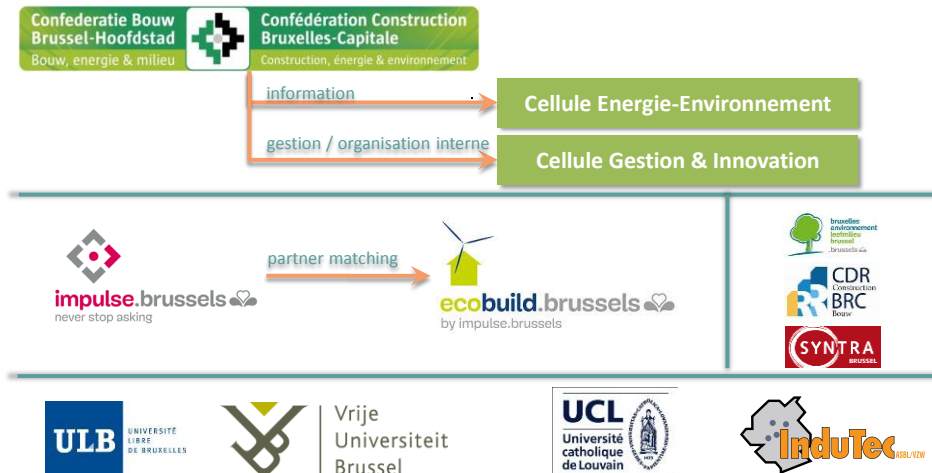 Confederatie Bouw
Brussel-Hoofdstad
Bouw, energie & milieu
Confédération Construction
Bruxelles-Capitale
Construction, énergie & environnement
information
Cellule Energie-Environnement
gestion / organisation interne
Cellule Gestion & Innovation
impulse.brussels
never stop asking
partner matching
ecobuild.brussels
by impulse.brussels
bruxelles
environnement
leefmilieu
brussel
.brussels
CDR
Construction
BRC
Bouw
SYNTRA
BRUSSEL
ULB
UNIVERSITÉ
LIBRE
DE BRUXELLES
Vrije
Universiteit
Brussel
UCL
Université
catholique
de Louvain
InduTec ASBL/VZW